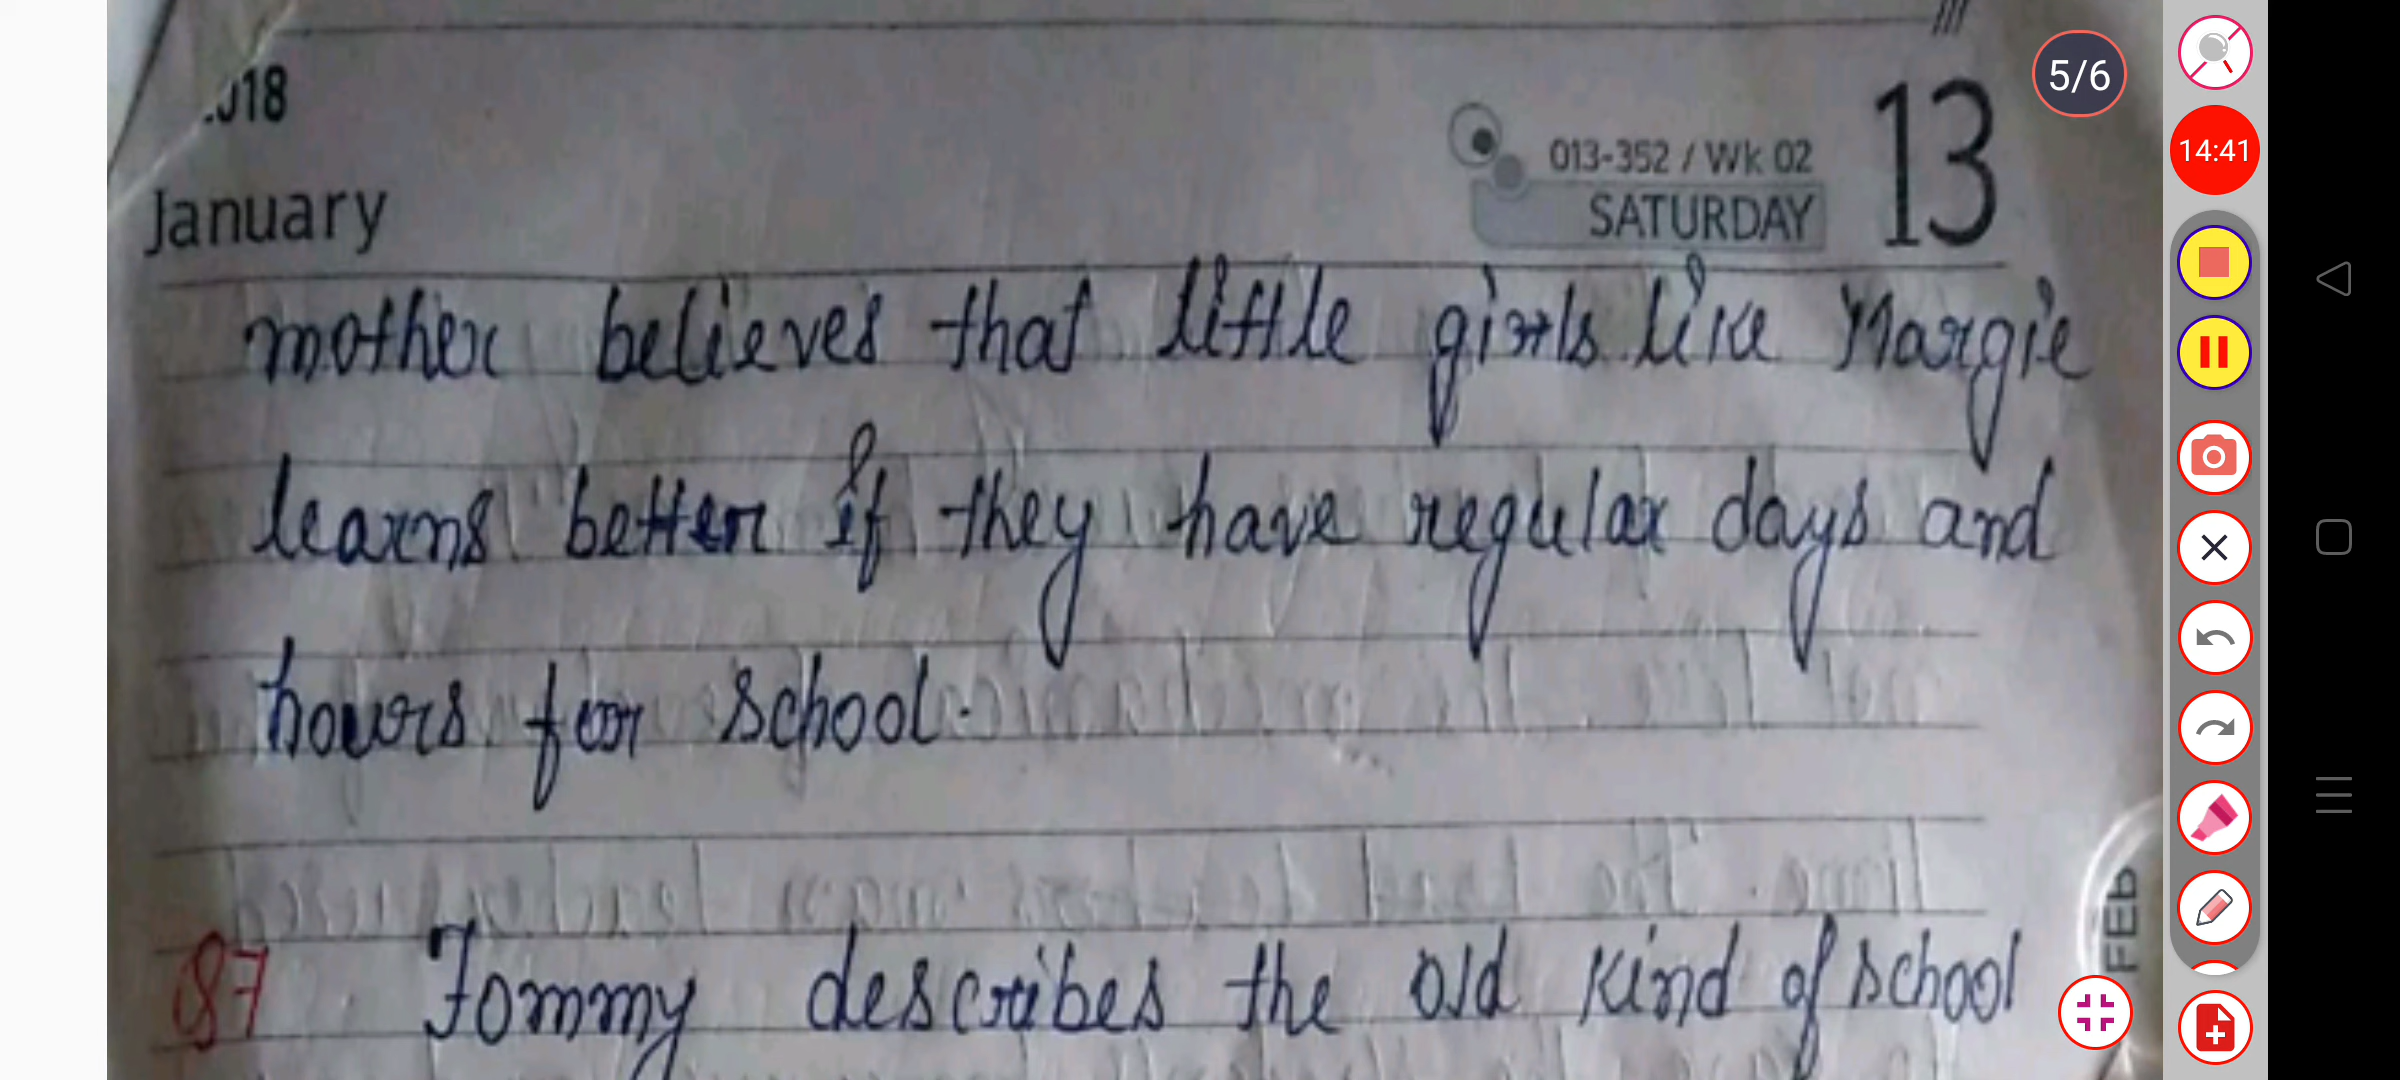 5/6
14:41
013-352 / Wk 02
January SATURDAY 13
mother believes that little girls like Margie
learns better if they have regular days and
hours for school.
FEB
87 Tommy describes the old kind of school